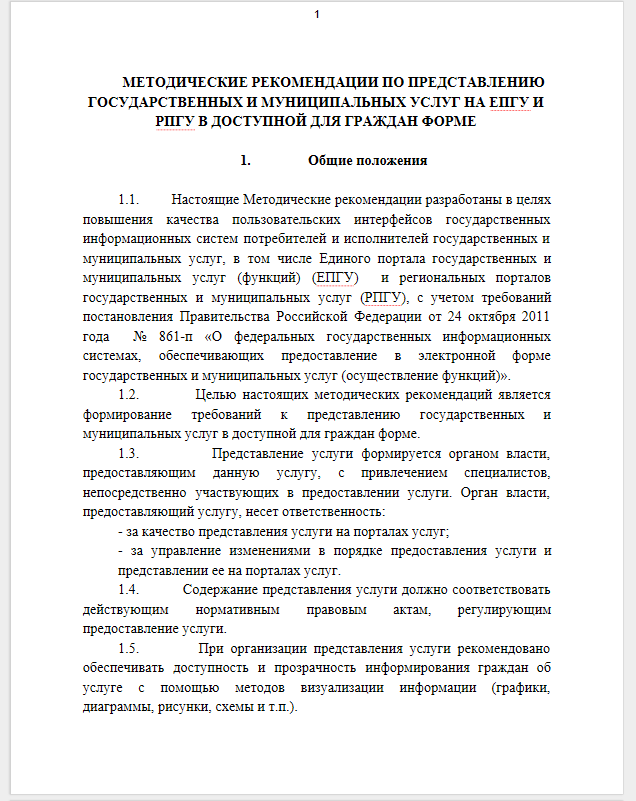 1
МЕТОДИЧЕСКИЕ РЕКОМЕНДАЦИИ ПО ПРЕДСТАВЛЕНИЮ
ГОСУДАРСТВЕННЫХ И МУНИЦИПАЛЬНЫХ УСЛУГ НА ЕПГУ И
РПГУ В ДОСТУПНОЙ ДЛЯ ГРАЖДАН ФОРМЕ
1. Общие положения
1.1. Настоящие Методические рекомендации разработаны в целях
повышения качества пользовательских интерфейсов государственных
информационных систем потребителей и исполнителей государственных и
муниципальных услуг, в том числе Единого портала государственных и
муниципальных услуг (функций) (ЕПГУ) и региональных порталов
государственных и муниципальных услуг (РПГУ), с учетом требований
постановления Правительства Российской Федерации от 24 октября 2011
года № 861-п «О федеральных государственных информационных
системах, обеспечивающих предоставление в электронной форме
государственных и муниципальных услуг (осуществление функций)».
1.2. Целью настоящих методических рекомендаций является
формирование требований к представлению государственных и
муниципальных услуг в доступной для граждан форме.
1.3. Представление услуги формируется органом власти,
предоставляющим данную услугу, с привлечением специалистов,
непосредственно участвующих в предоставлении услуги. Орган власти,
предоставляющий услугу, несет ответственность:
- за качество представления услуги на порталах услуг;
- за управление изменениями в порядке предоставления услуги и
представлении ее на порталах услуг.
1.4. Содержание представления услуги должно соответствовать
действующим нормативным правовым актам, регулирующим
предоставление услуги.
1.5. При организации представления услуги рекомендовано
обеспечивать доступность и прозрачность информирования граждан об
услуге с помощью методов визуализации информации (графики,
диаграммы, рисунки, схемы и т.п.).